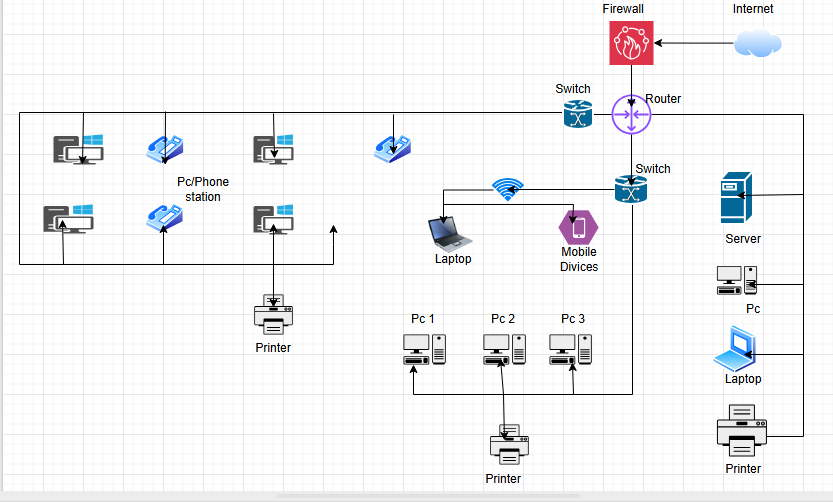 Firewall
Internet
Switch
Router
Switch
Pc/Phone
station
Server
Laptop
Mobile
Divices
Pc
Pc 1
Pc 2
Pc 3
Printer
Laptop
Printer
Printer